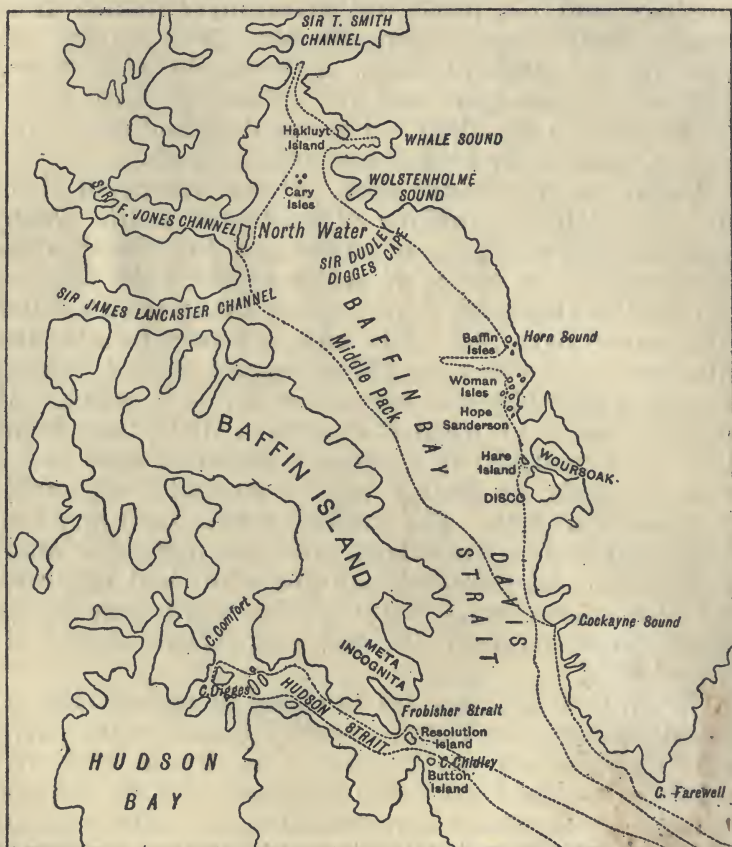 SIR T. SMITH
CHANNEL
Hakluyt
Island
WHALE SOUND
WOLSTENHOLME
SOUND
Cary
Isles
SIR F. JONES CHANNEL
North Water
SIR DUDLEY
DIGGES CAPE
SIR JAMES LANCASTER CHANNEL
BAFFIN BAY
Middle Pack
Baffin
Isles
Horn Sound
Woman
Isles
Hope
Sanderson
BAFFIN ISLAND
Hare
Island
WOURSOAK
DISCO
DAVIS
STRAIT
Cockayne Sound
C. Comfort
META
INCOGNITA
C. Digges
HUDSON
STRAIT
Frobisher Strait
Resolution
Island
C. Chidley
Button
Island
HUDSON
BAY
C. Farewell